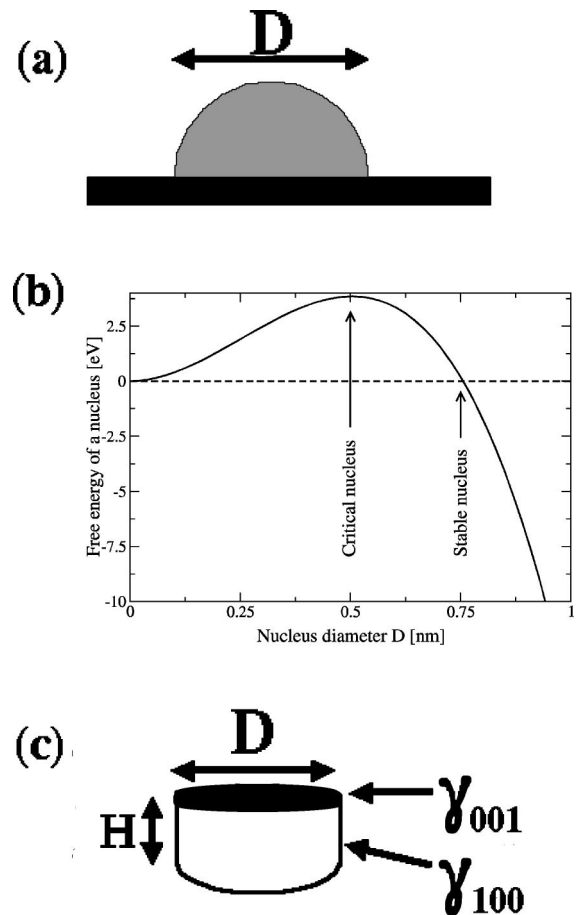 (a)
D
(b)
Free energy of a nucleus [eV]
2.5
0
-2.5
-5
-7.5
-10
Critical nucleus
Stable nucleus
0
0.25
0.5
0.75
1
Nucleus diameter D [nm]
(c)
D
H
γ001
γ100